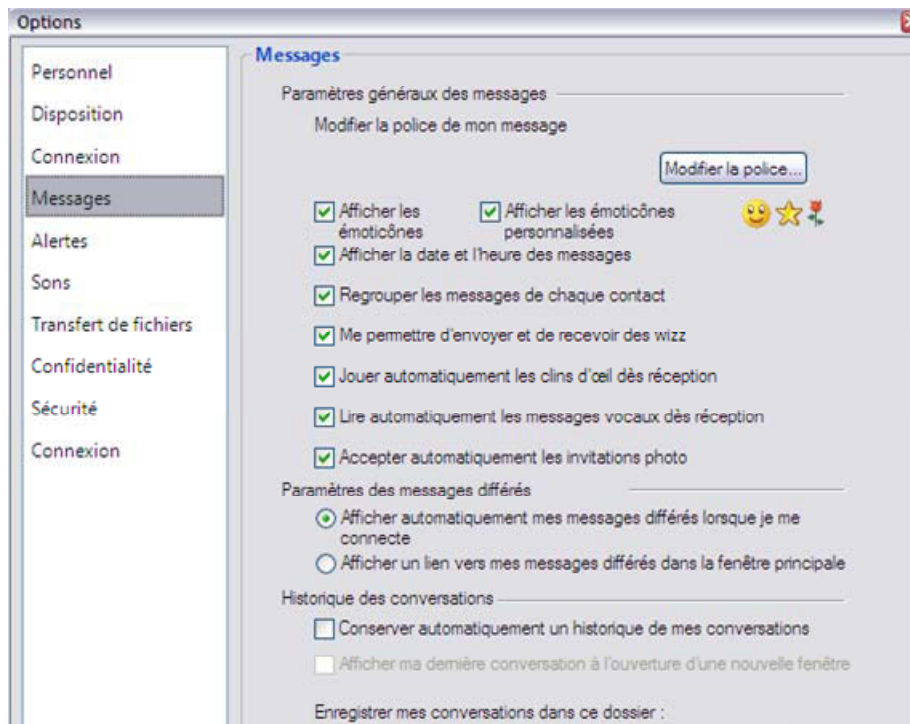 Options
Personnel
Disposition
Connexion
Messages
Alertes
Sons
Transfert de fichiers
Confidentialité
Sécurité
Connexion
Messages
Paramètres généraux des messages
Modifier la police de mon message
Modifier la police...
Afficher les
émoticônes
Afficher les émoticônes
personnalisées
Afficher la date et l'heure des messages
Regrouper les messages de chaque contact
Me permettre d'envoyer et de recevoir des wizz
Jouer automatiquement les clins d'œil dès réception
Lire automatiquement les messages vocaux dès réception
Accepter automatiquement les invitations photo
Paramètres des messages différés
Afficher automatiquement mes messages différés lorsque je me
connecte
Afficher un lien vers mes messages différés dans la fenêtre principale
Historique des conversations
Conserver automatiquement un historique de mes conversations
Afficher ma dernière conversation à l'ouverture d'une nouvelle fenêtre
Enregistrer mes conversations dans ce dossier :